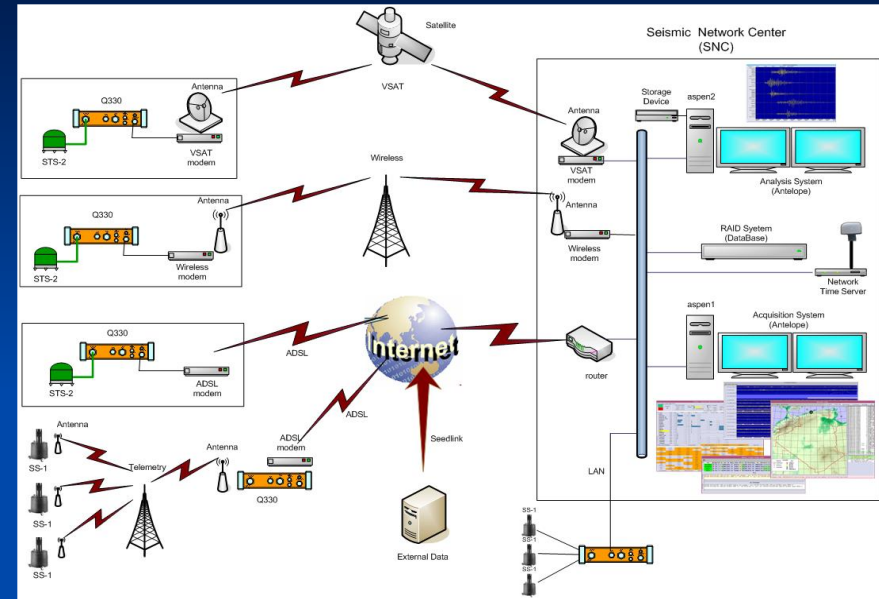 Satellite
VSAT
Seismic Network Center
(SNC)
Q330
Antenna
STS-2
VSAT
modem
Antenna
VSAT
modem
Storage
Device
aspen2
Analysis System
(Antelope)
Wireless
Q330
Antenna
STS-2
Wireless
modem
Antenna
Wireless
modem
RAID System
(DataBase)
Network
Time Server
Q330
STS-2
ADSL
modem
ADSL
Internet
router
aspen1
Acquisition System
(Antelope)
ADSL
Antenna
SS-1
SS-1
SS-1
Telemetry
Antenna
ADSL
modem
Q330
Seedlink
External Data
LAN
SS-1
SS-1
SS-1